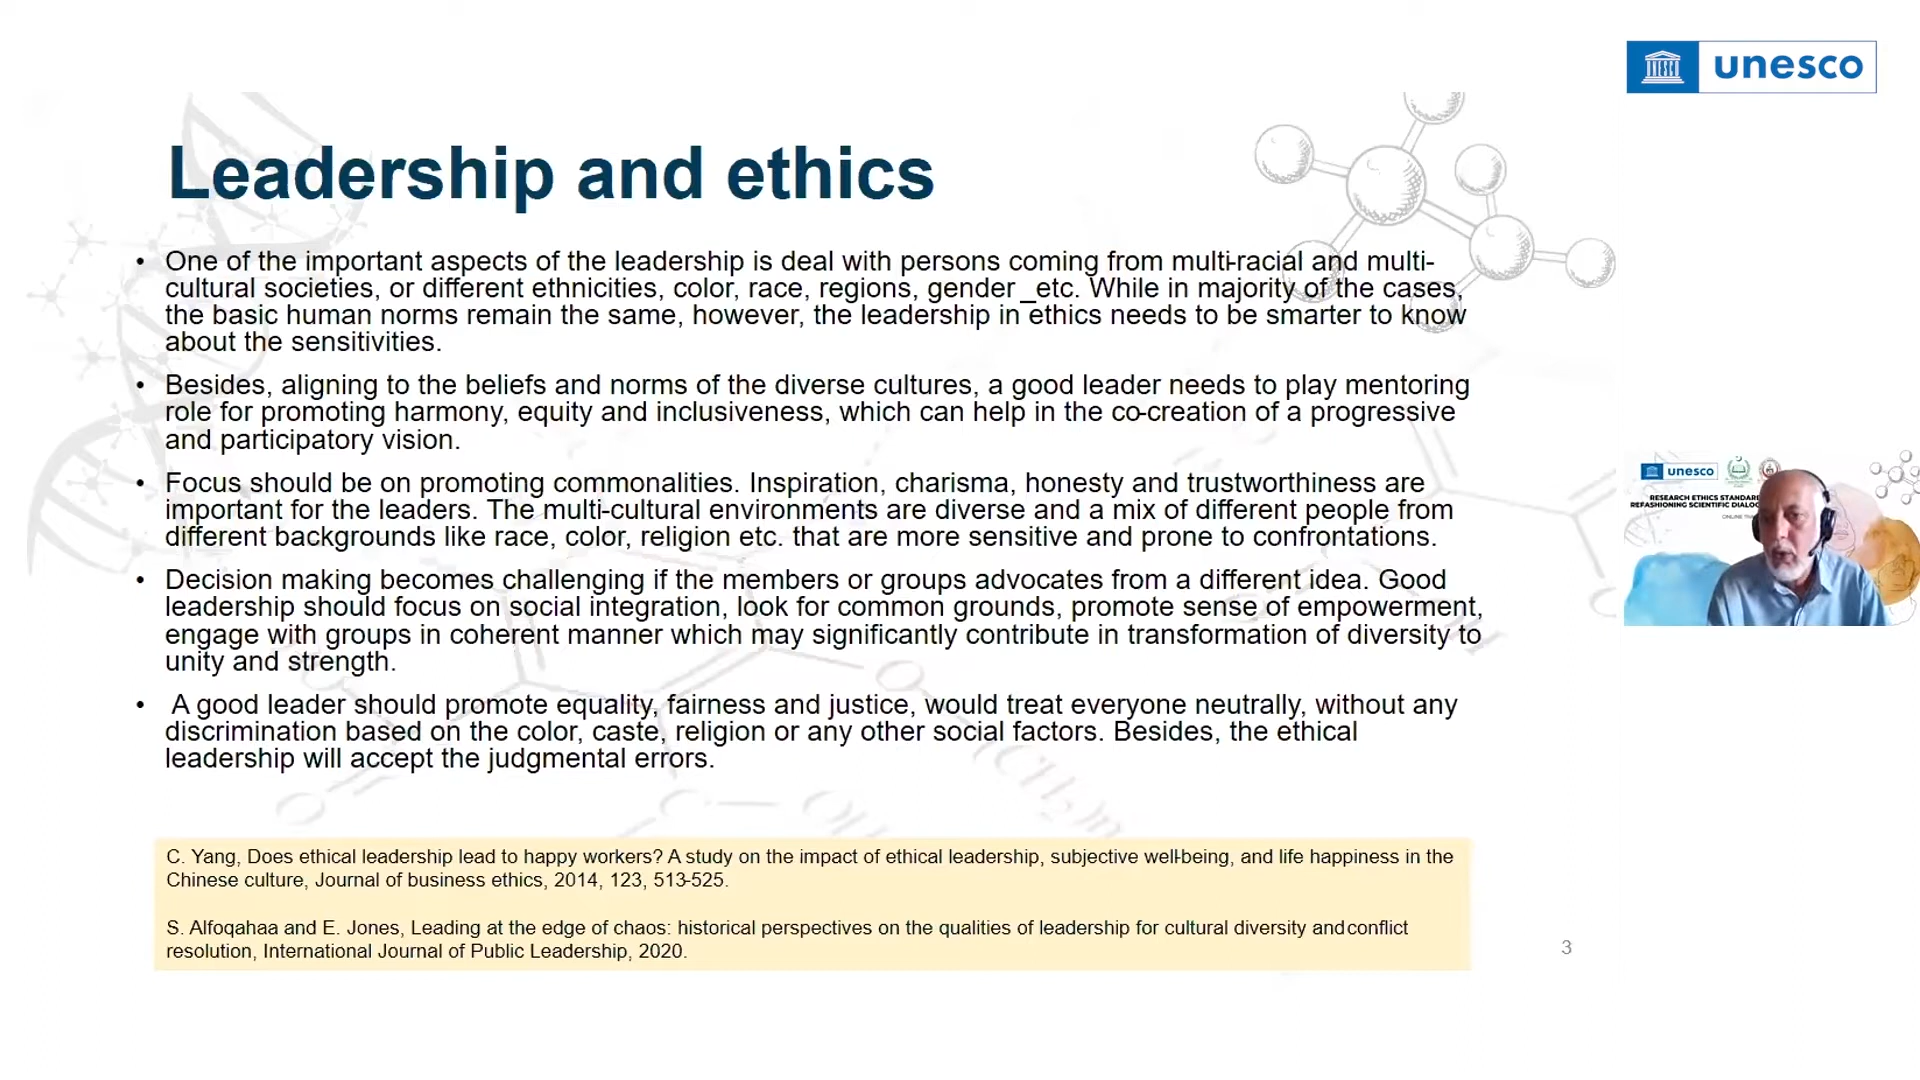 unesco
Leadership and ethics
• One of the important aspects of the leadership is deal with persons coming from multi-racial and multi-
cultural societies, or different ethnicities, color, race, regions, gender _etc. While in majority of the cases,
the basic human norms remain the same, however, the leadership in ethics needs to be smarter to know
about the sensitivities.
• Besides, aligning to the beliefs and norms of the diverse cultures, a good leader needs to play mentoring
role for promoting harmony, equity and inclusiveness, which can help in the co-creation of a progressive
and participatory vision.
• Focus should be on promoting commonalities. Inspiration, charisma, honesty and trustworthiness are
important for the leaders. The multi-cultural environments are diverse and a mix of different people from
different backgrounds like race, color, religion etc. that are more sensitive and prone to confrontations.
• Decision making becomes challenging if the members or groups advocates from a different idea. Good
leadership should focus on social integration, look for common grounds, promote sense of empowerment,
engage with groups in coherent manner which may significantly contribute in transformation of diversity to
unity and strength.
• A good leader should promote equality, fairness and justice, would treat everyone neutrally, without any
discrimination based on the color, caste, religion or any other social factors. Besides, the ethical
leadership will accept the judgmental errors.
C. Yang, Does ethical leadership lead to happy workers? A study on the impact of ethical leadership, subjective well-being, and life happiness in the
Chinese culture, Journal of business ethics, 2014, 123, 513-525.
S. Alfoqahaa and E. Jones, Leading at the edge of chaos: historical perspectives on the qualities of leadership for cultural diversity and conflict
resolution, International Journal of Public Leadership, 2020.
3
unesco
RESEARCH ETHICS
REFASHIONING SCIENTIFIC
ONLINE